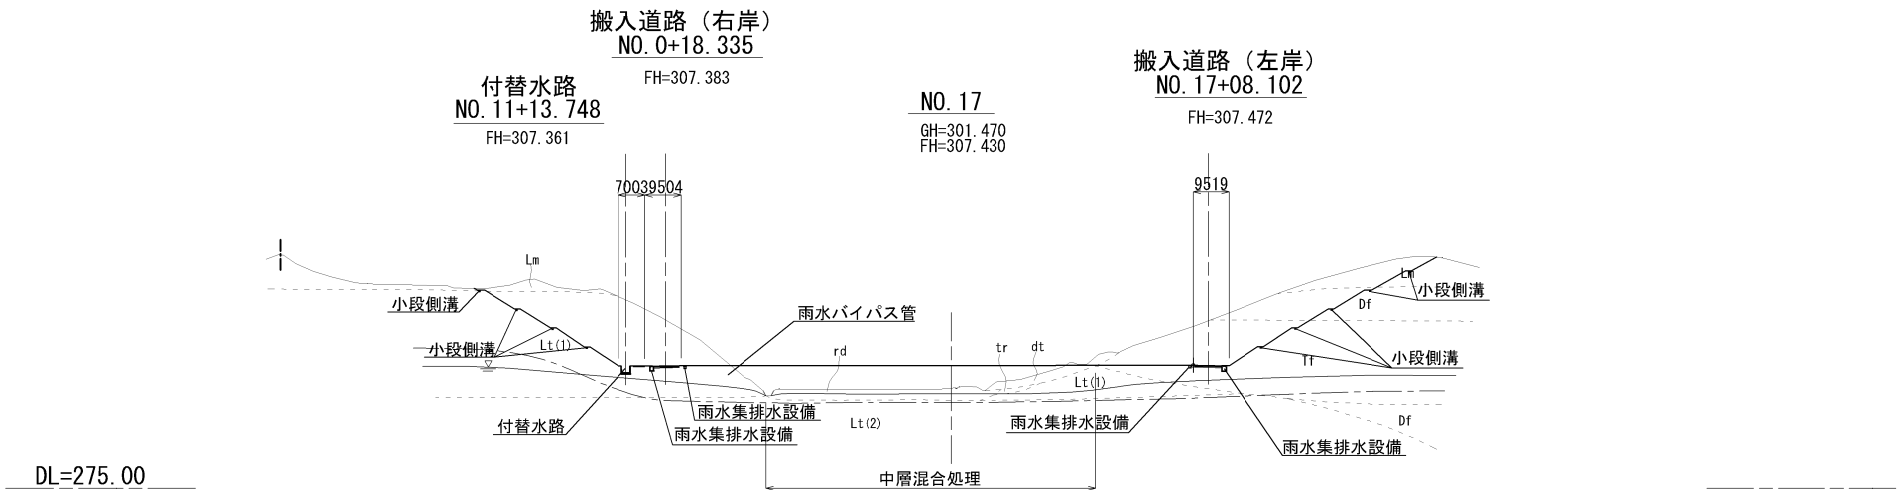 搬入道路（右岸）
NO.0+18.335
FH=307.383
搬入道路（左岸）
NO.17+08.102
FH=307.472
付替水路
NO.11+13.748
FH=307.361
NO.17
GH=301.470
FH=307.430
7003
9504
9519
Lm
Lm
小段側溝
小段側溝
Df
雨水バイパス管
小段側溝
Lt(1)
rd
tr
dt
Tf
小段側溝
Lt(1)
雨水集排水設備
付替水路
雨水集排水設備
Lt(2)
雨水集排水設備
Df
雨水集排水設備
DL=275.00
中層混合処理